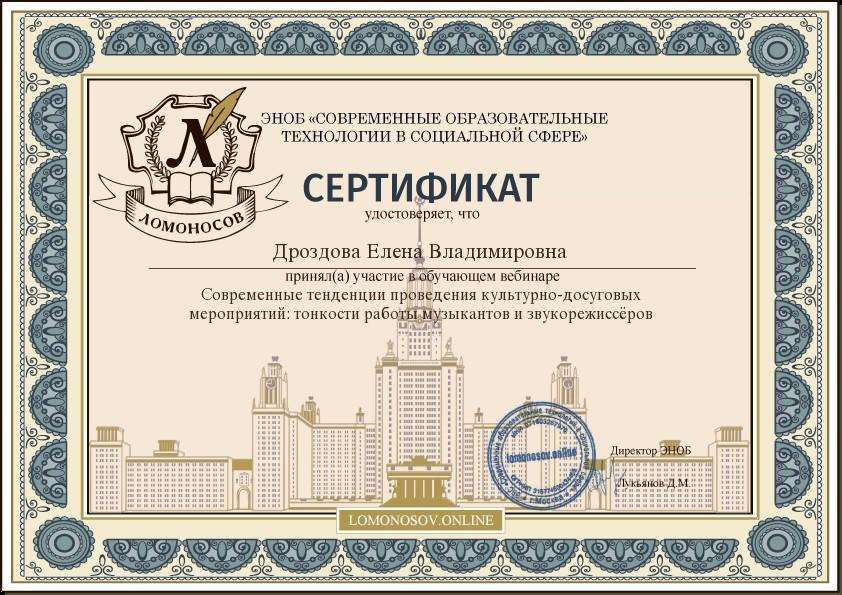 ЭНОБ «СОВРЕМЕННЫЕ ОБРАЗОВАТЕЛЬНЫЕ
ТЕХНОЛОГИИ В СОЦИАЛЬНОЙ СФЕРЕ»
Л
ЛОМОНОСОВ
СЕРТИФИКАТ
удостоверяет, что
Дроздова Елена Владимировна
принял(а) участие в обучающем вебинаре
Современные тенденции проведения культурно-досуговых
мероприятий: тонкости работы музыкантов и звукорежиссёров
lomonosov.online
г.Москва
Директор ЭНОБ
Лукьянов Д.М.
LOMONOSOV.ONLINE